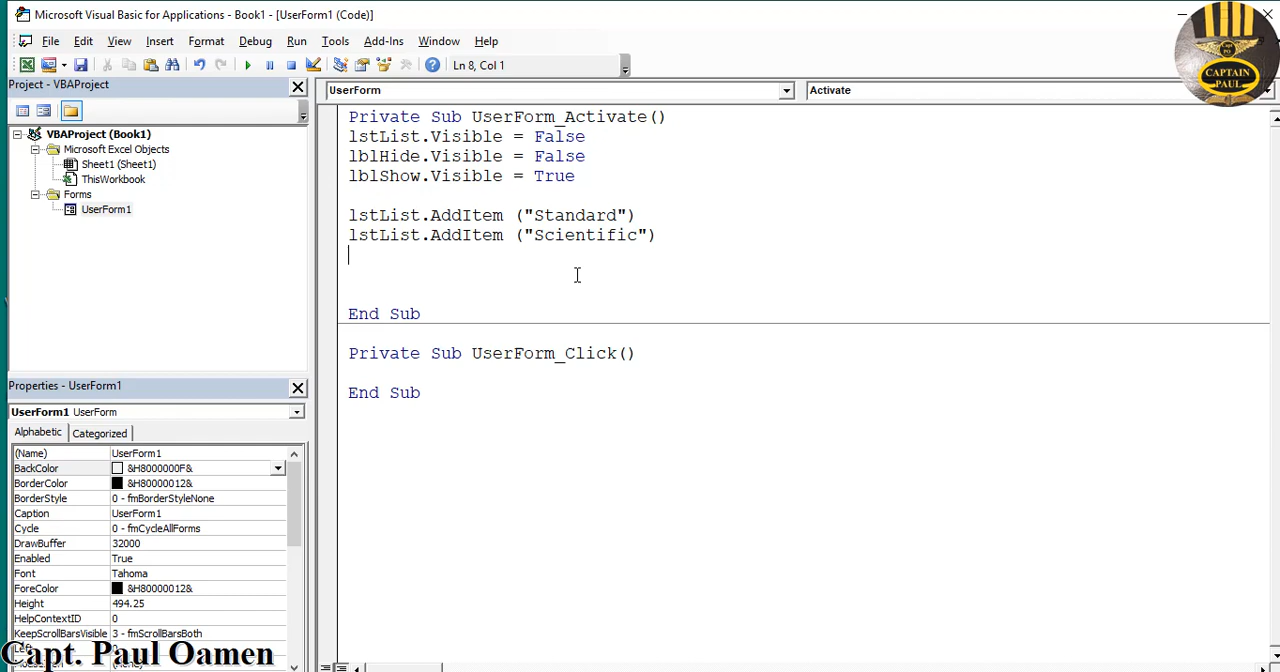 Microsoft Visual Basic for Applications - Book1 - [UserForm1 (Code)]
File Edit View Insert Format Debug Run Tools Add-Ins Window Help
Ln 8, Col 1
Project - VBAProject
VBAProject (Book1)
Microsoft Excel Objects
Sheet1 (Sheet1)
ThisWorkbook
Forms
UserForm1
UserForm
Activate
Private Sub UserForm_Activate()
lstList.Visible = False
lblHide.Visible = False
lblShow.Visible = True
lstList.AddItem ("Standard")
lstList.AddItem ("Scientific")
End Sub
Private Sub UserForm_Click()
End Sub
Properties - UserForm1
UserForm1 UserForm
Alphabetic Categorized
(Name) UserForm1
BackColor &H8000000F&
BorderColor &H80000012&
BorderStyle 0 - fmBorderStyleNone
Caption UserForm1
Cycle 0 - fmCycleAllForms
DrawBuffer 32000
Enabled True
Font Tahoma
ForeColor &H80000012&
Height 494.25
HelpContextID 0
KeepScrollBarsVisible 3 - fmScrollBarsBoth
Capt. Paul Oamen
CAPTAIN
PAUL